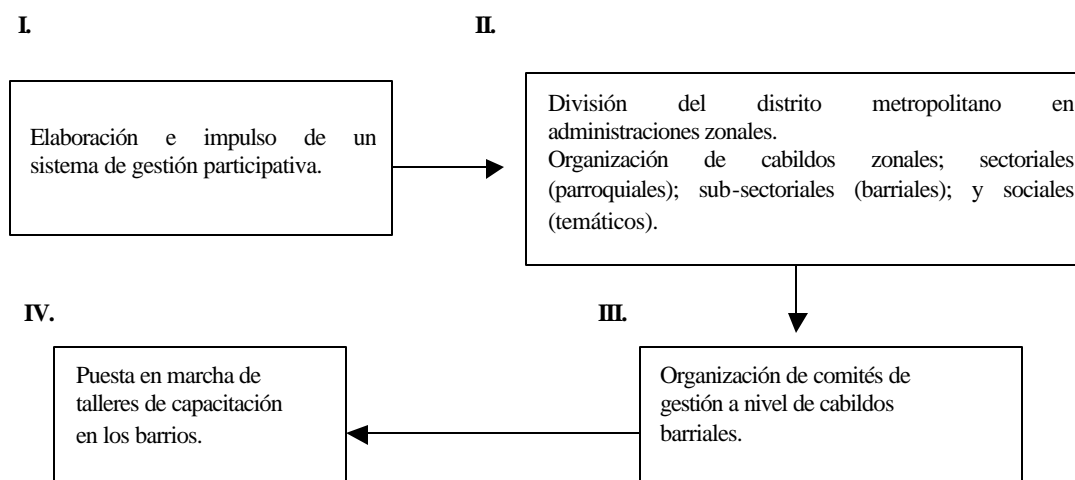 I.
Elaboración e impulso de un
sistema de gestión participativa.
II.
División del distrito metropolitano en
administraciones zonales.
Organización de cabildos zonales; sectoriales
(parroquiales); sub-sectoriales (barriales); y sociales
(temáticos).
III.
Organización de comités de
gestión a nivel de cabildos
barriales.
IV.
Puesta en marcha de
talleres de capacitación
en los barrios.